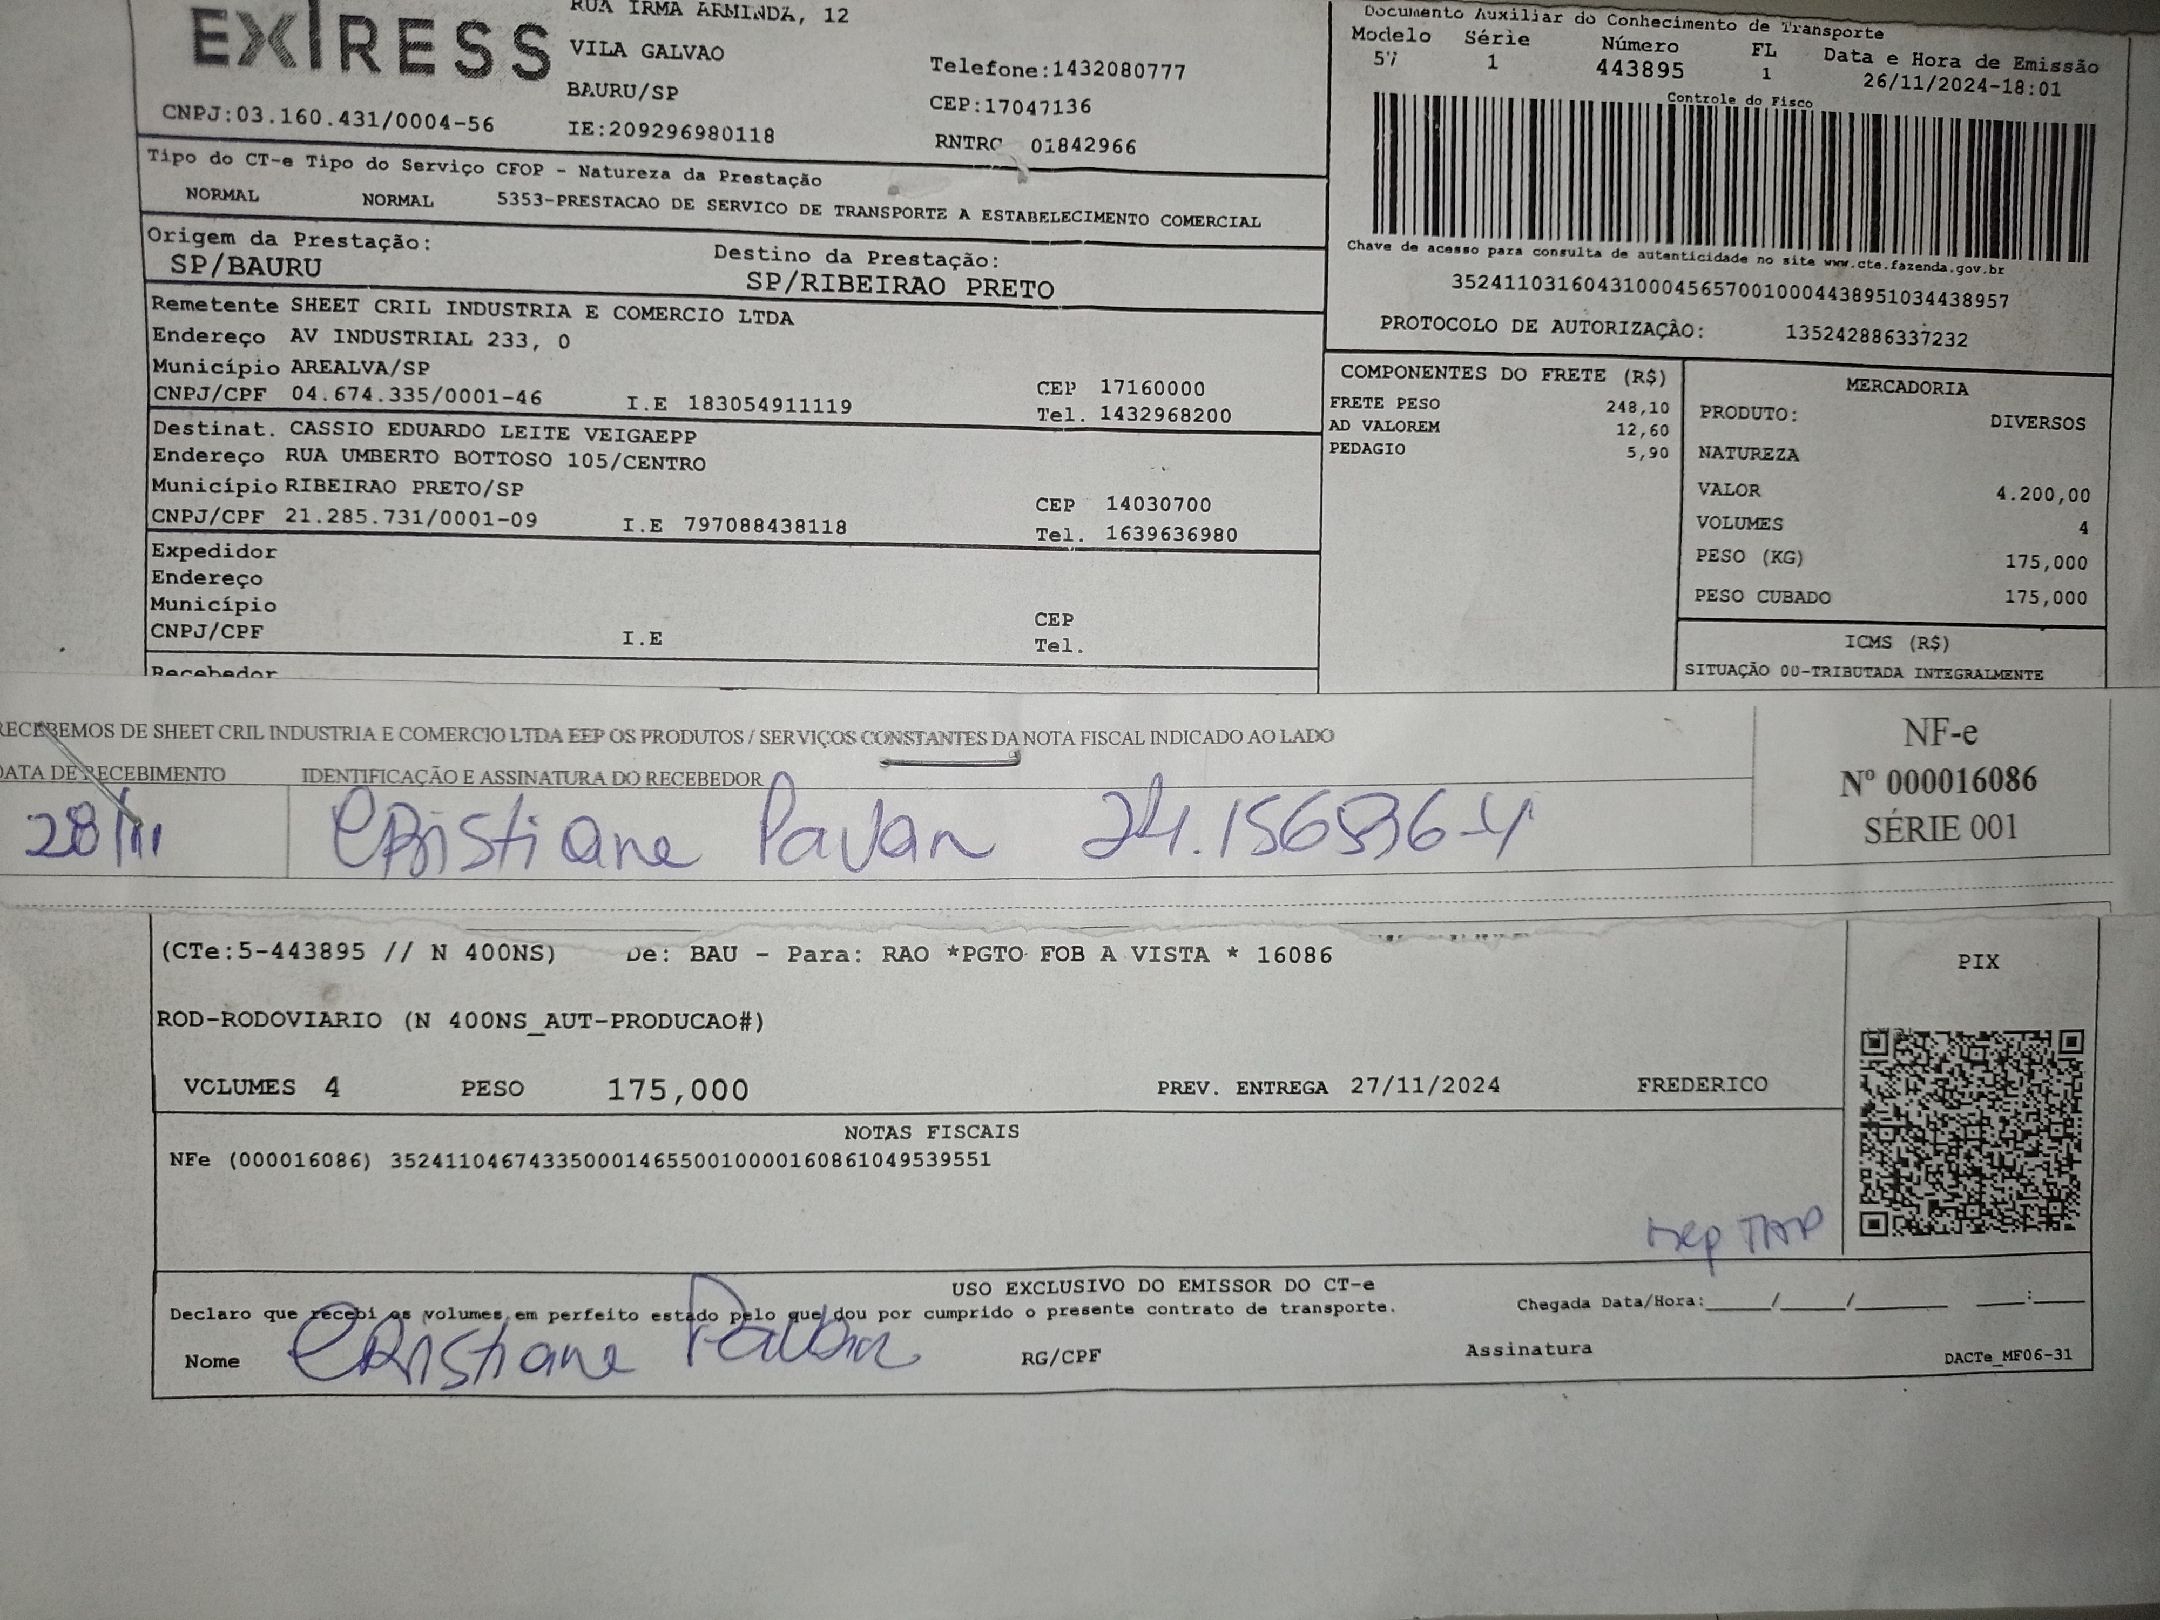 EXPRESS
RUA IRMA ARMINDA, 12
VILA GALVAO
BAURU/SP
Telefone:1432080777
CEP:17047136
CNPJ:03.160.431/0004-56
IE:209296980118
RNTRC 01842966
Documento Auxiliar do Conhecimento de Transporte
Modelo Série Número FL Data e Hora de Emissão
57 1 443895 1 26/11/2024-18:01
Controle do Fisco
Chave de acesso para consulta de autenticidade no site www.cte.fazenda.gov.br
35241103160431000456570010004438951034438957
PROTOCOLO DE AUTORIZAÇÂO: 135242886337232
Tipo do CT-e Tipo do Serviço CFOP - Natureza da Prestação
NORMAL NORMAL 5353-PRESTACAO DE SERVICO DE TRANSPORTE A ESTABELECIMENTO COMERCIAL
Origem da Prestação: Destino da Prestação:
SP/BAURU SP/RIBEIRAO PRETO
Remetente SHEET CRIL INDUSTRIA E COMERCIO LTDA
Endereço AV INDUSTRIAL 233, 0
Município AREALVA/SP CEP 17160000
CNPJ/CPF 04.674.335/0001-46 I.E 183054911119 Tel. 1432968200
Destinat. CASSIO EDUARDO LEITE VEIGAEPP
Endereço RUA UMBERTO BOTTOSO 105/CENTRO
Município RIBEIRAO PRETO/SP CEP 14030700
CNPJ/CPF 21.285.731/0001-09 I.E 797088438118 Tel. 1639636980
Expedidor
Endereço
Município CEP
CNPJ/CPF I.E Tel.
Recebedor
COMPONENTES DO FRETE (R$)
FRETE PESO 248,10
AD VALOREM 12,60
PEDAGIO 5,90
MERCADORIA
PRODUTO: DIVERSOS
NATUREZA
VALOR 4.200,00
VOLUMES 4
PESO (KG) 175,000
PESO CUBADO 175,000
ICMS (R$)
SITUAÇÃO 00-TRIBUTADA INTEGRALMENTE
RECEBEMOS DE SHEET CRIL INDUSTRIA E COMERCIO LTDA EEP OS PRODUTOS / SERVIÇOS CONSTANTES DA NOTA FISCAL INDICADO AO LADO
DATA DE RECEBIMENTO IDENTIFICAÇÃO E ASSINATURA DO RECEBEDOR
28/11 Cristiane Pavan
NF-e
Nº 000016086
SÉRIE 001
(CTe:5-443895 // N 400NS) De: BAU - Para: RAO *PGTO FOB A VISTA * 16086
PIX
ROD-RODOVIARIO (N 400NS_AUT-PRODUCAO#)
VOLUMES 4 PESO 175,000 PREV. ENTREGA 27/11/2024 FREDERICO
NOTAS FISCAIS
NFe (000016086) 35241104674335000146550010000160861049539551
USO EXCLUSIVO DO EMISSOR DO CT-e
Declaro que recebi os volumes em perfeito estado pelo que dou por cumprido o presente contrato de transporte. Chegada Data/Hora:____/____/______ ___:___
Nome Cristiane Pavan RG/CPF Assinatura DACTe_MF06-31